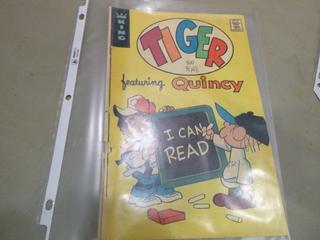 KING
TIGER
featuring Quincy
I CAN
READ